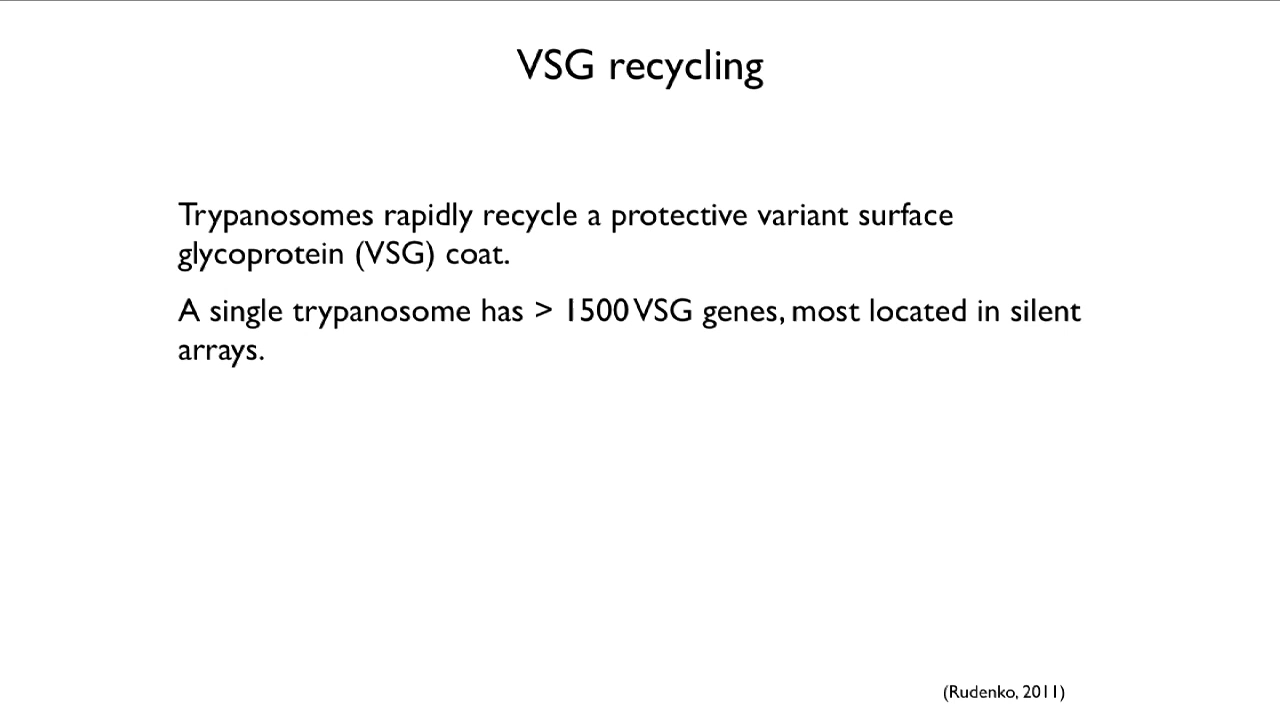 VSG recycling
Trypanosomes rapidly recycle a protective variant surface
glycoprotein (VSG) coat.
A single trypanosome has > 1500 VSG genes, most located in silent
arrays.
(Rudenko, 2011)